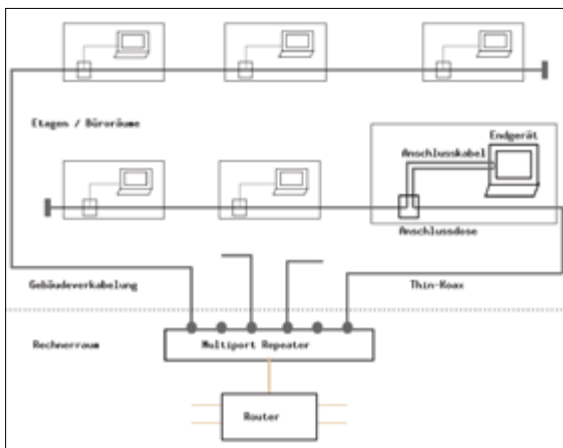 Etagen / Büroräume
Endgerät
Anschlusskabel
Anschlussdose
Gebäudeverkabelung
Thin-Koax
Rechnerraum
Multiport Repeater
Router